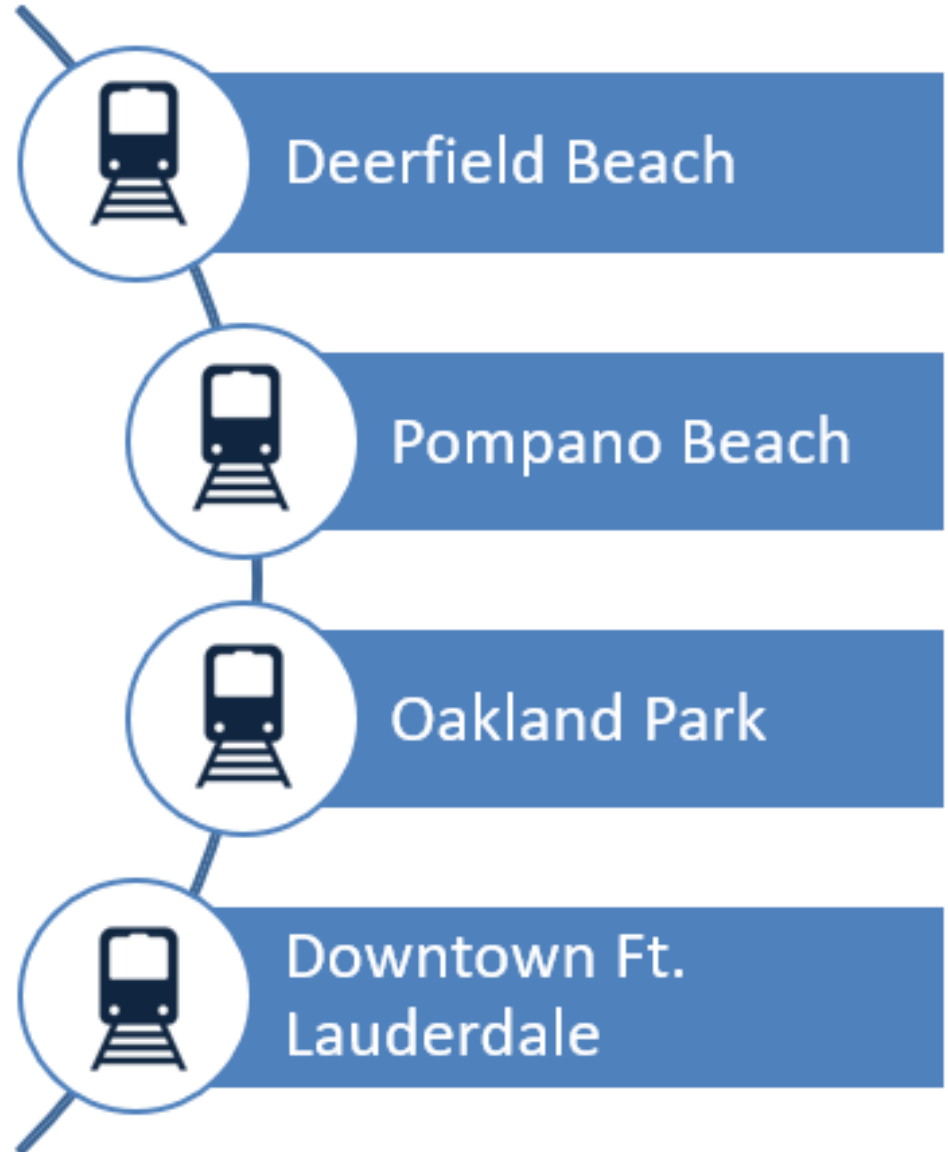 Deerfield Beach
Pompano Beach
Oakland Park
Downtown Ft.
Lauderdale